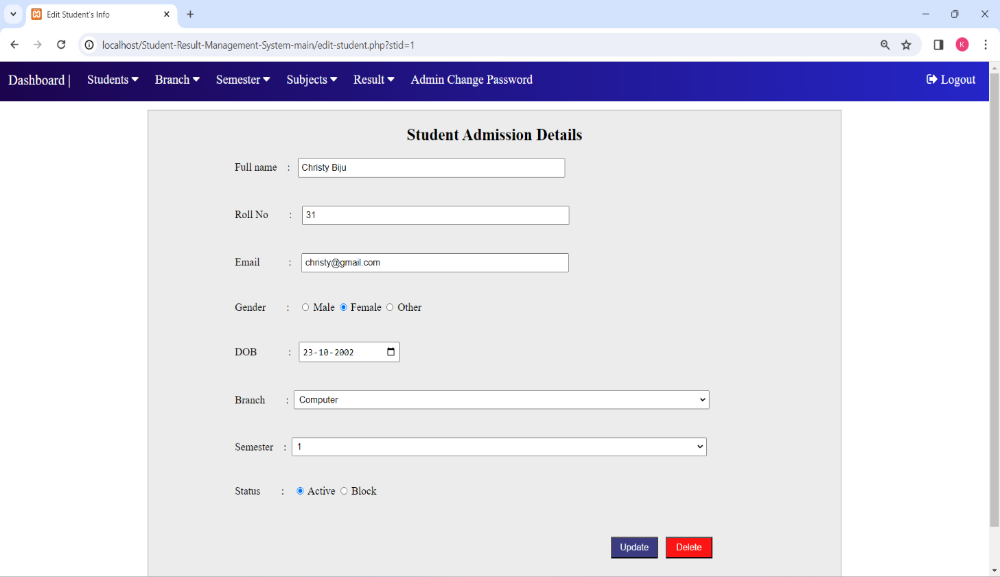 Edit Student's Info
localhost/Student-Result-Management-System-main/edit-student.php?stid=1
K
Dashboard | Students Branch Semester Subjects Result Admin Change Password Logout
Student Admission Details
Full name : Christy Biju
Roll No : 31
Email : christy@gmail.com
Gender : Male Female Other
DOB : 23-10-2002
Branch : Computer
Semester : 1
Status : Active Block
Update Delete